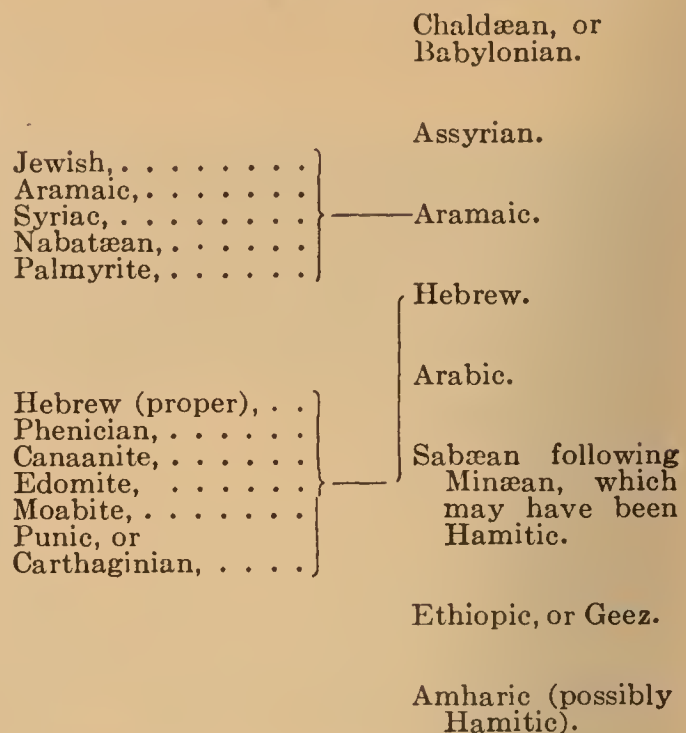 Chaldæan, or
Babylonian.
Assyrian.
Jewish, . . . . . . . .
Aramaic, . . . . . . .
Syriac, . . . . . . . .
Nabatæan, . . . . . .
Palmyrite, . . . . . .
Aramaic.
Hebrew.
Arabic.
Hebrew (proper), . .
Phenician, . . . . . .
Canaanite, . . . . . .
Edomite, . . . . . .
Moabite, . . . . . . .
Punic, or
Carthaginian, . . . .
Sabæan following
Minæan, which
may have been
Hamitic.
Ethiopic, or Geez.
Amharic (possibly
Hamitic).